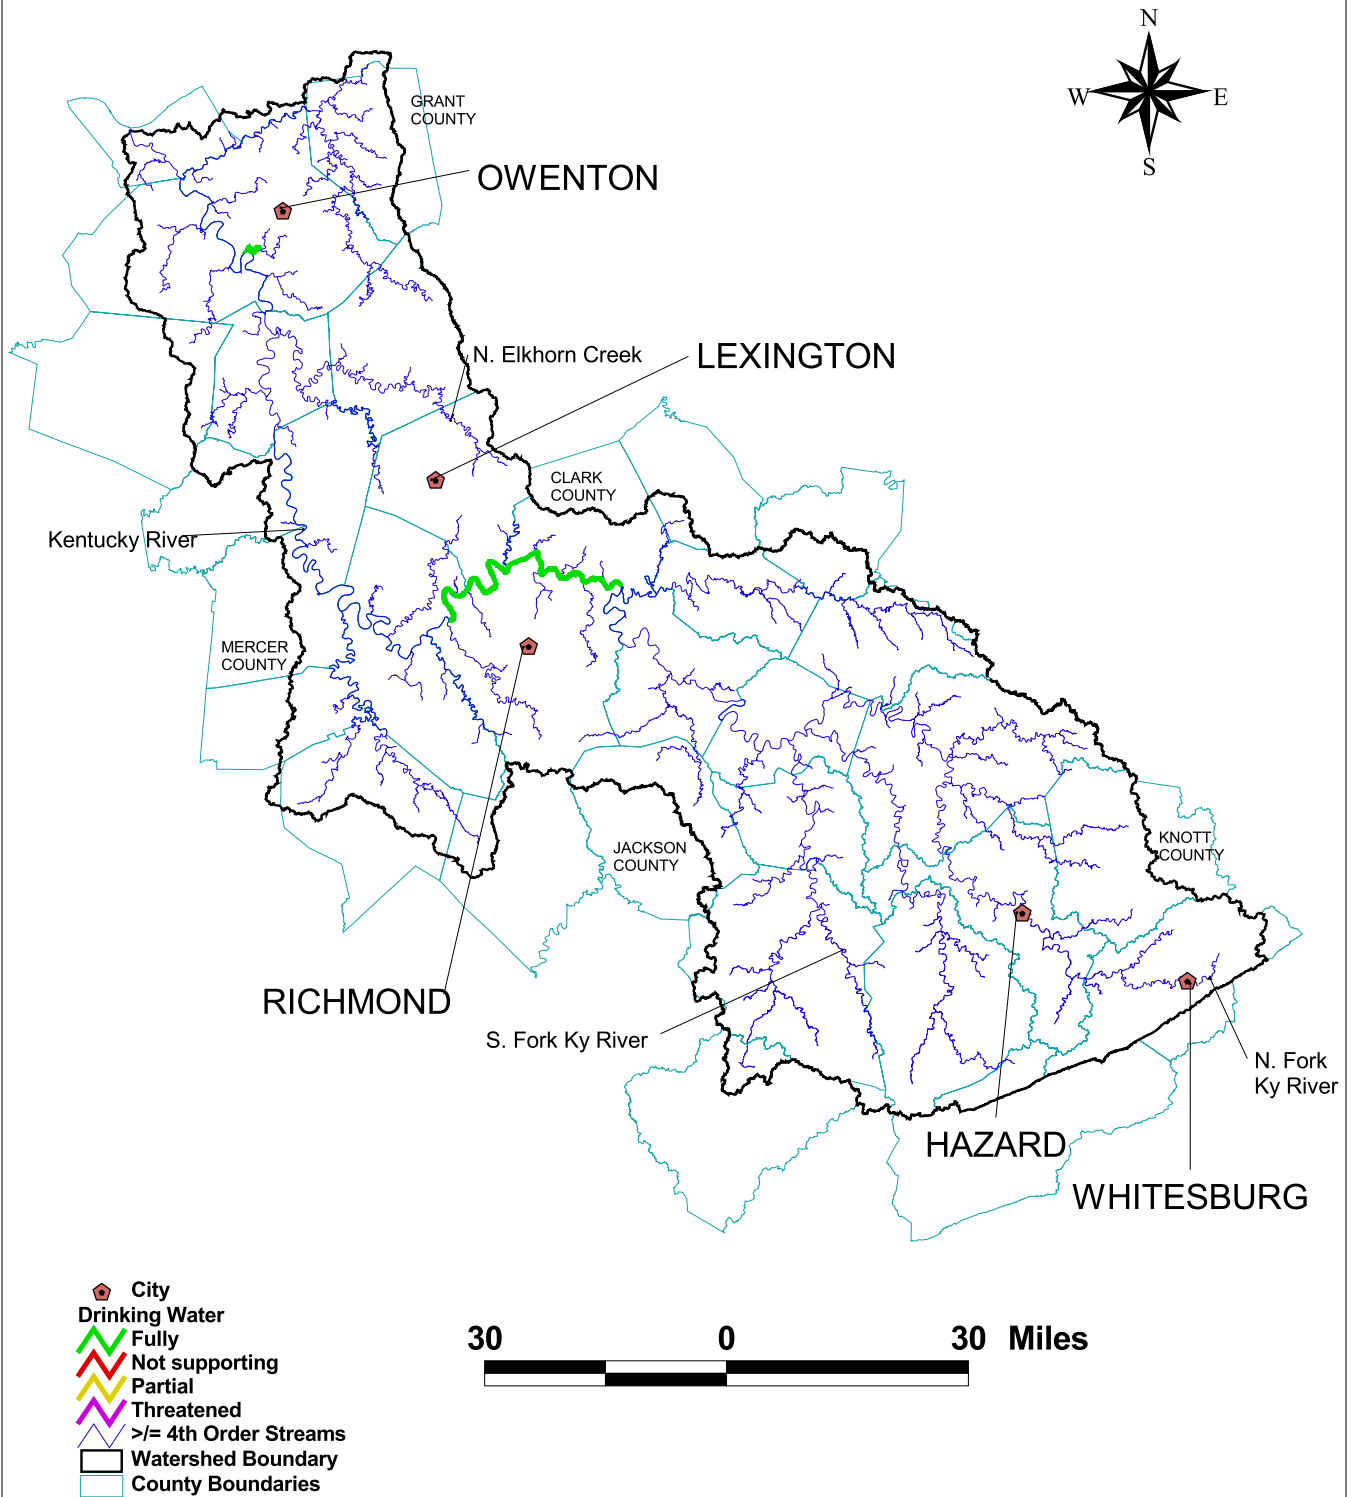 N
W
E
S
GRANT
COUNTY
OWENTON
N. Elkhorn Creek
LEXINGTON
CLARK
COUNTY
Kentucky River
MERCER
COUNTY
JACKSON
COUNTY
KNOTT
COUNTY
RICHMOND
S. Fork Ky River
N. Fork
Ky River
HAZARD
WHITESBURG
City
Drinking Water
Fully
Not supporting
Partial
Threatened
>/= 4th Order Streams
Watershed Boundary
County Boundaries
30 0 30 Miles